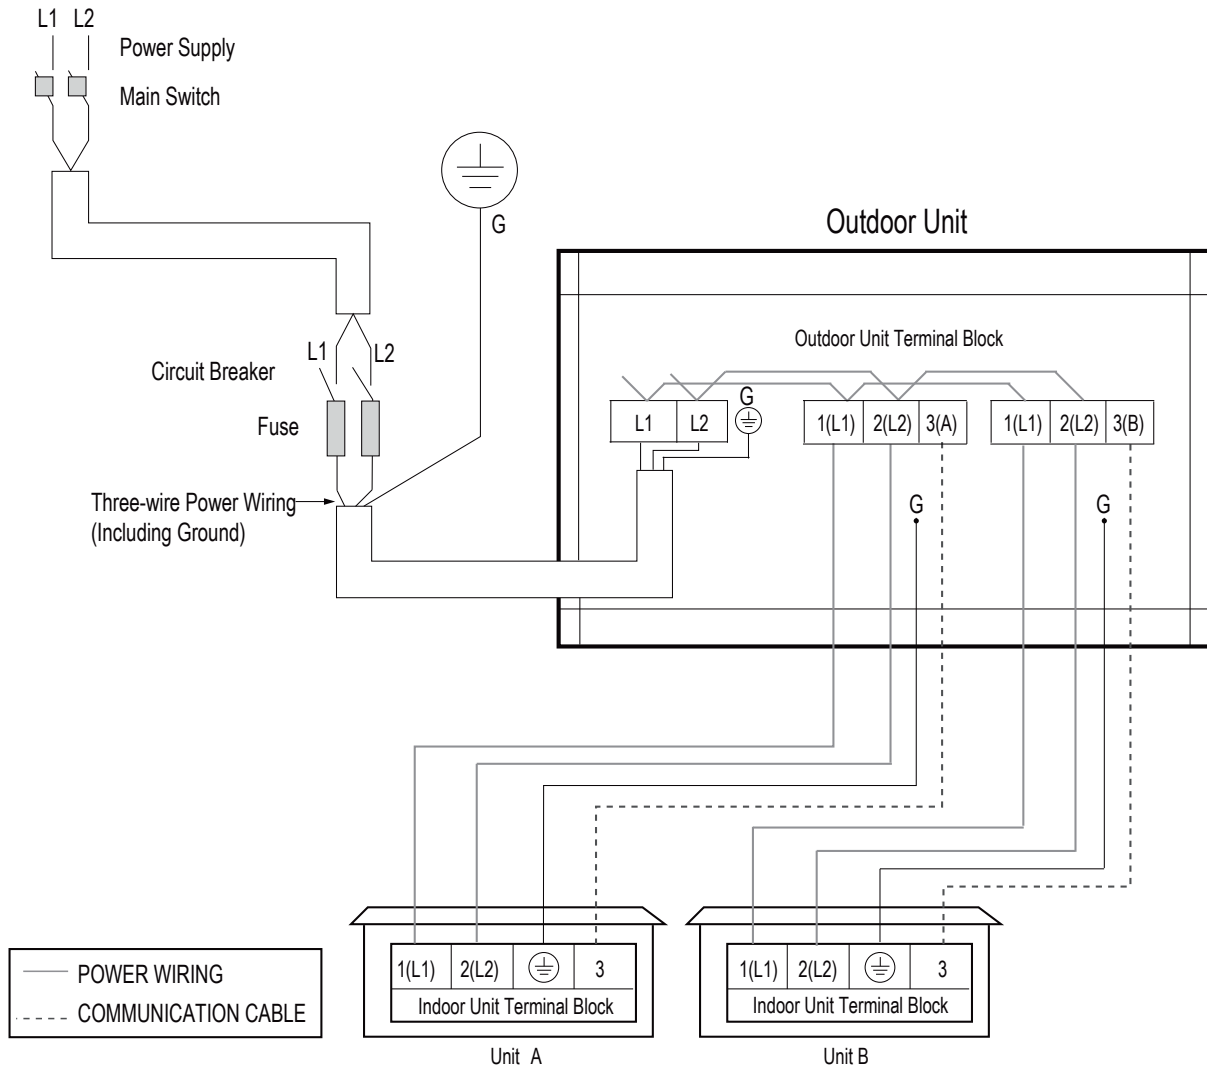 L1 L2
Power Supply
Main Switch
G
Outdoor Unit
Outdoor Unit Terminal Block
L1 L2
Circuit Breaker
Fuse
G
L1 L2
1(L1) 2(L2) 3(A)
1(L1) 2(L2) 3(B)
Three-wire Power Wiring
(Including Ground)
G
G
1(L1) 2(L2) 3
Indoor Unit Terminal Block
Unit A
1(L1) 2(L2) 3
Indoor Unit Terminal Block
Unit B
POWER WIRING
COMMUNICATION CABLE